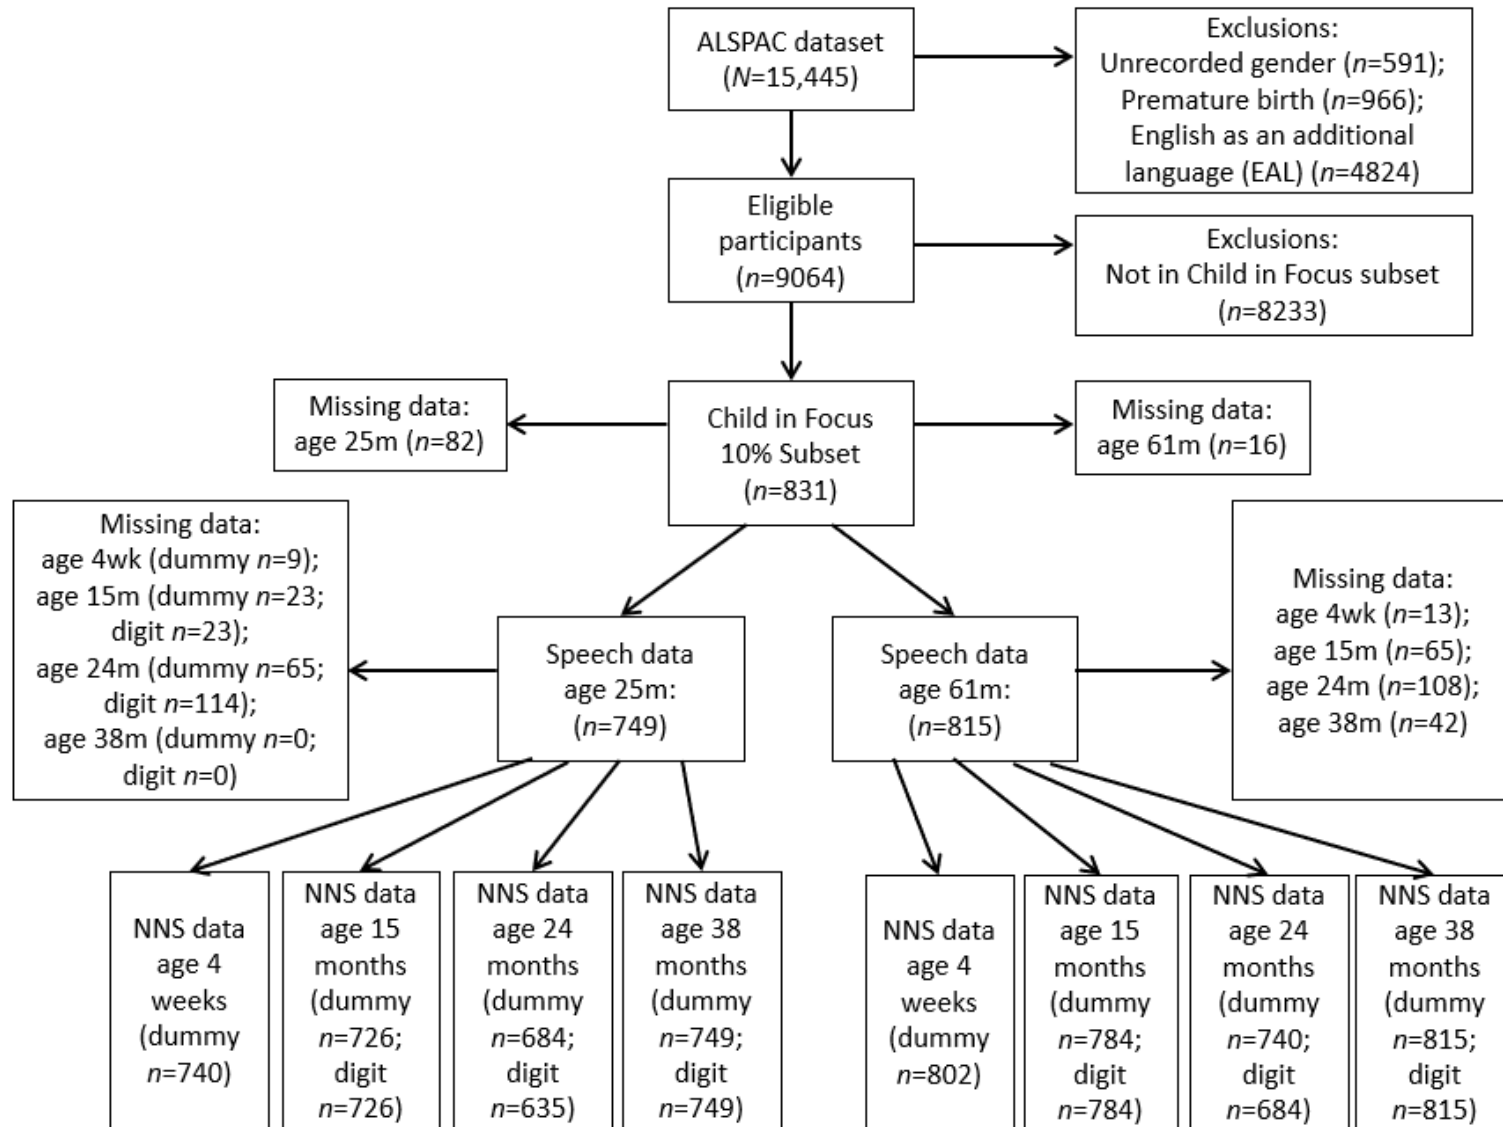 ALSPAC dataset
(N=15,445)
Exclusions:
Unrecorded gender (n=591);
Premature birth (n=966);
English as an additional
language (EAL) (n=4824)
Eligible
participants
(n=9064)
Exclusions:
Not in Child in Focus subset
(n=8233)
Missing data:
age 25m (n=82)
Child in Focus
10% Subset
(n=831)
Missing data:
age 61m (n=16)
Missing data:
age 4wk (dummy n=9);
age 15m (dummy n=23;
digit n=23);
age 24m (dummy n=65;
digit n=114);
age 38m (dummy n=0;
digit n=0)
Speech data
age 25m:
(n=749)
Speech data
age 61m:
(n=815)
Missing data:
age 4wk (n=13);
age 15m (n=65);
age 24m (n=108);
age 38m (n=42)
NNS data
age 4
weeks
(dummy
n=740)
NNS data
age 15
months
(dummy
n=726;
digit
n=726)
NNS data
age 24
months
(dummy
n=684;
digit
n=635)
NNS data
age 38
months
(dummy
n=749;
digit
n=749)
NNS data
age 4
weeks
(dummy
n=802)
NNS data
age 15
months
(dummy
n=784;
digit
n=784)
NNS data
age 24
months
(dummy
n=740;
digit
n=684)
NNS data
age 38
months
(dummy
n=815;
digit
n=815)